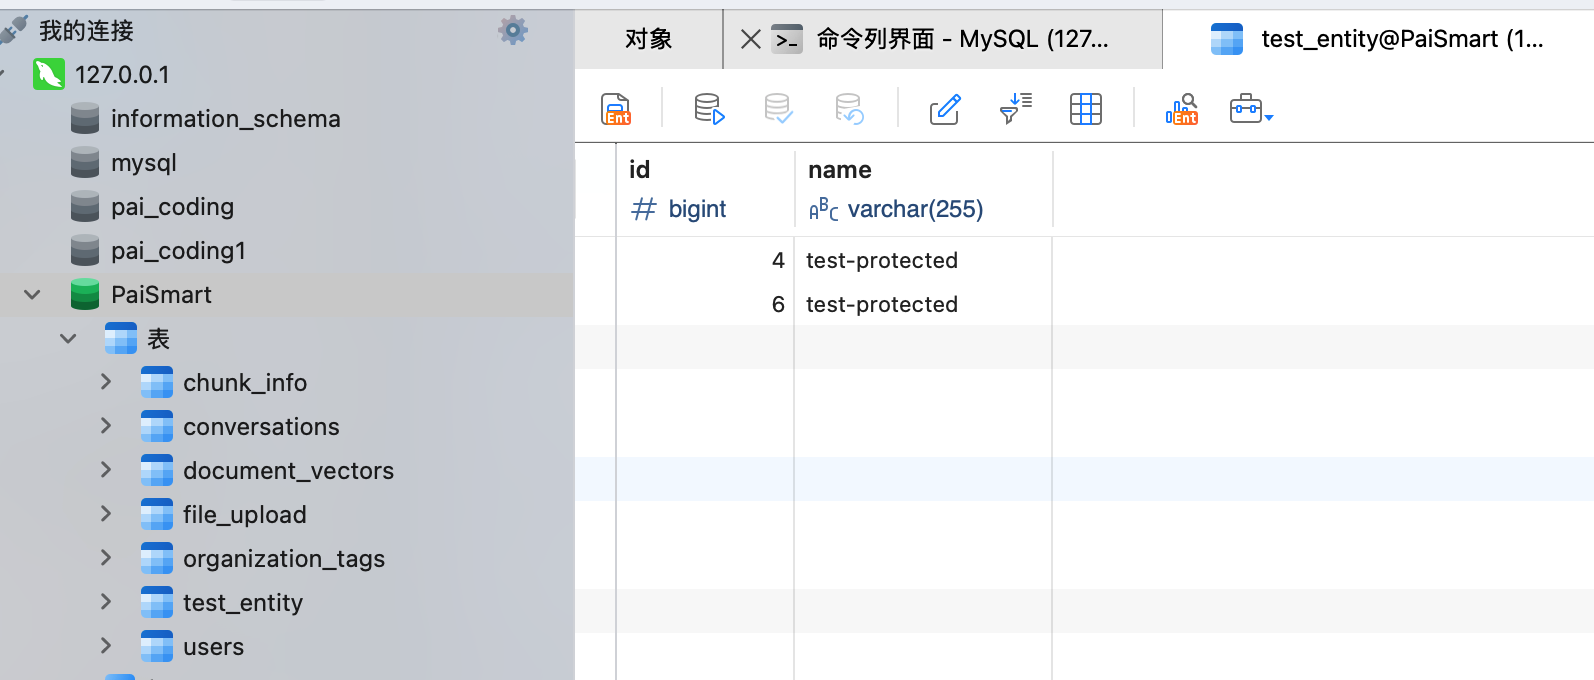 我的连接
127.0.0.1
information_schema
mysql
pai_coding
pai_coding1
PaiSmart
表
chunk_info
conversations
document_vectors
file_upload
organization_tags
test_entity
users
对象
命令列界面 - MySQL (127...
test_entity@PaiSmart (1...
Ent
Ent
id
name
# bigint
ABC varchar(255)
4 test-protected
6 test-protected